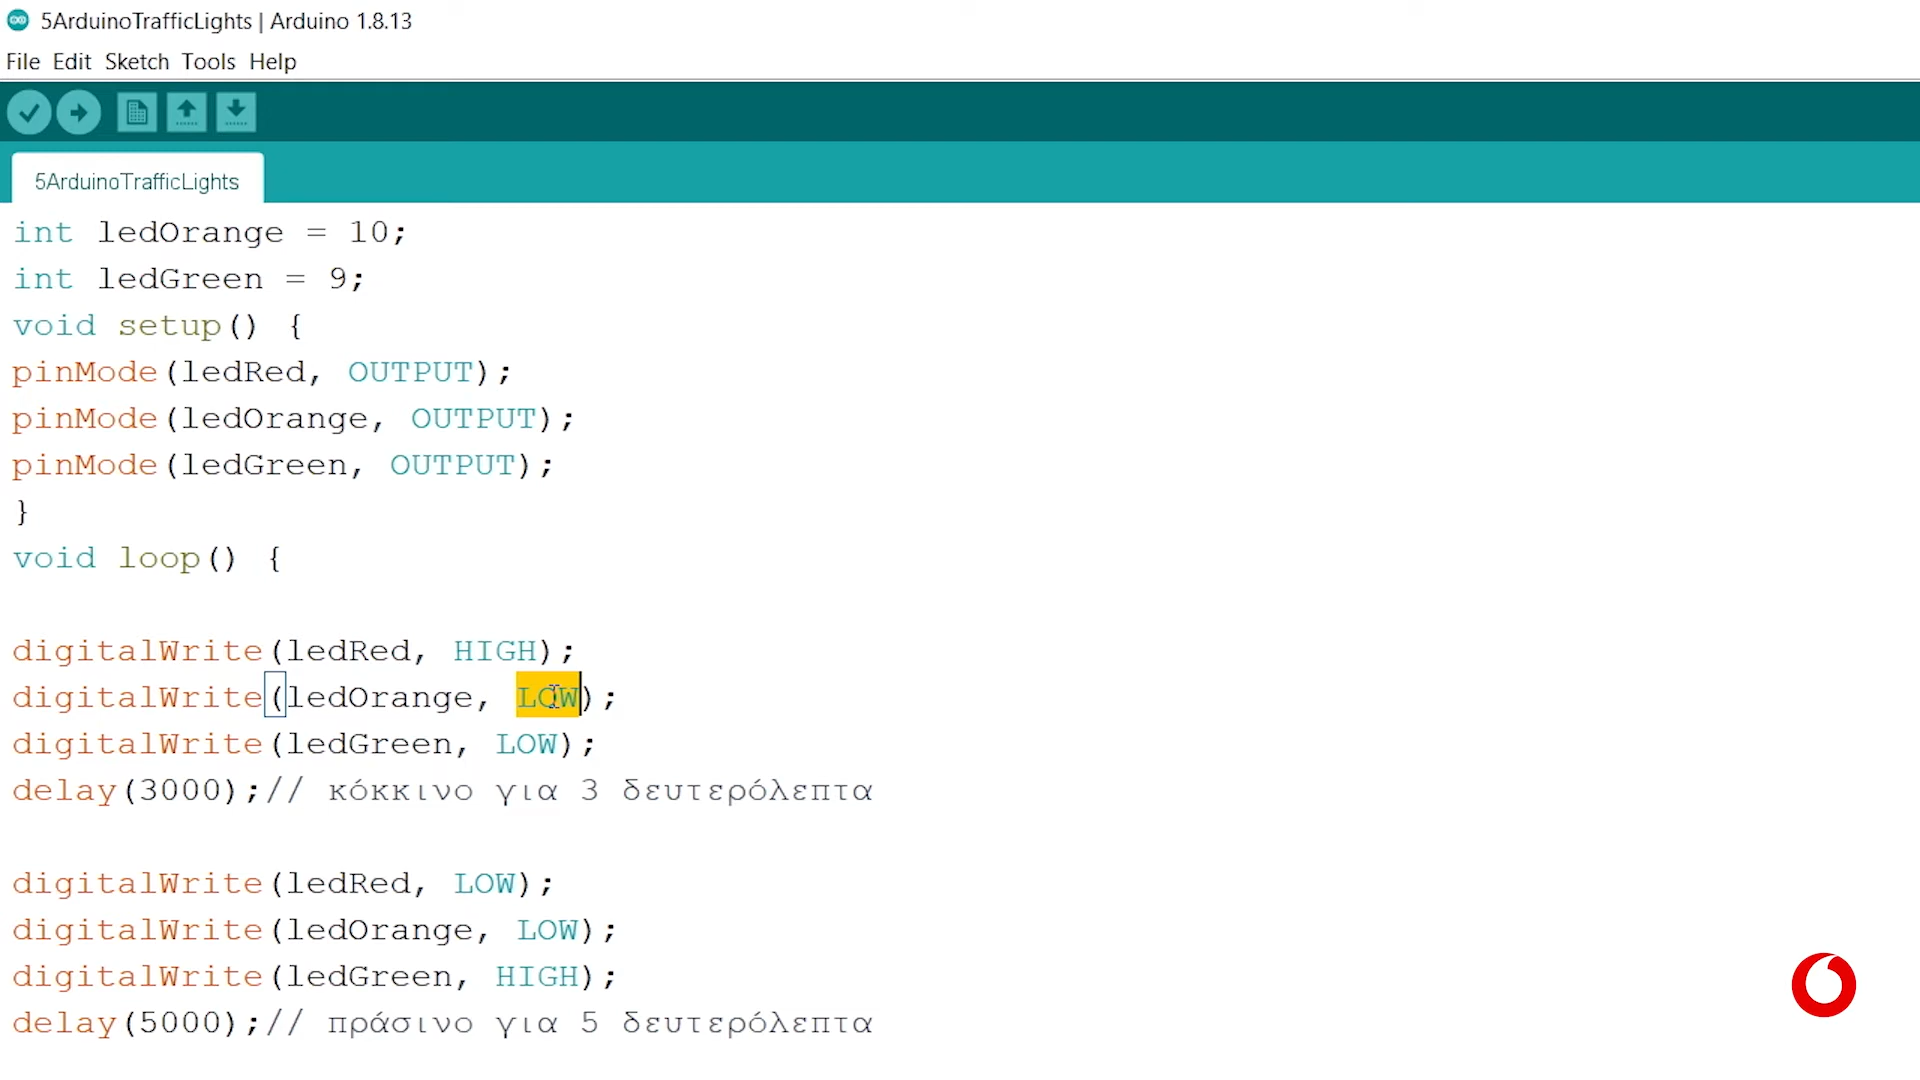 5ArduinoTrafficLights | Arduino 1.8.13
File Edit Sketch Tools Help
5ArduinoTrafficLights
int ledOrange = 10;
int ledGreen = 9;
void setup() {
pinMode(ledRed, OUTPUT);
pinMode(ledOrange, OUTPUT);
pinMode(ledGreen, OUTPUT);
}
void loop() {
digitalWrite(ledRed, HIGH);
digitalWrite(ledOrange, LOW);
digitalWrite(ledGreen, LOW);
delay(3000);// κόκκινο για 3 δευτερόλεπτα
digitalWrite(ledRed, LOW);
digitalWrite(ledOrange, LOW);
digitalWrite(ledGreen, HIGH);
delay(5000);// πράσινο για 5 δευτερόλεπτα